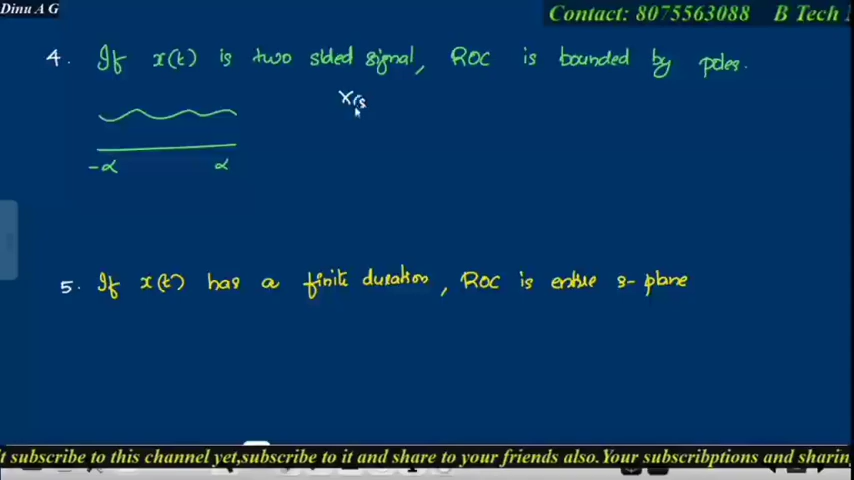 Dinu A G
Contact: 8075563088 B Tech
4. If x(t) is two sided signal, ROC is bounded by poles.
X(s
-α α
5. If x(t) has a finite duration, ROC is entire s-plane
t subscribe to this channel yet,subscribe to it and share to your friends also.Your subscribptions and sharin